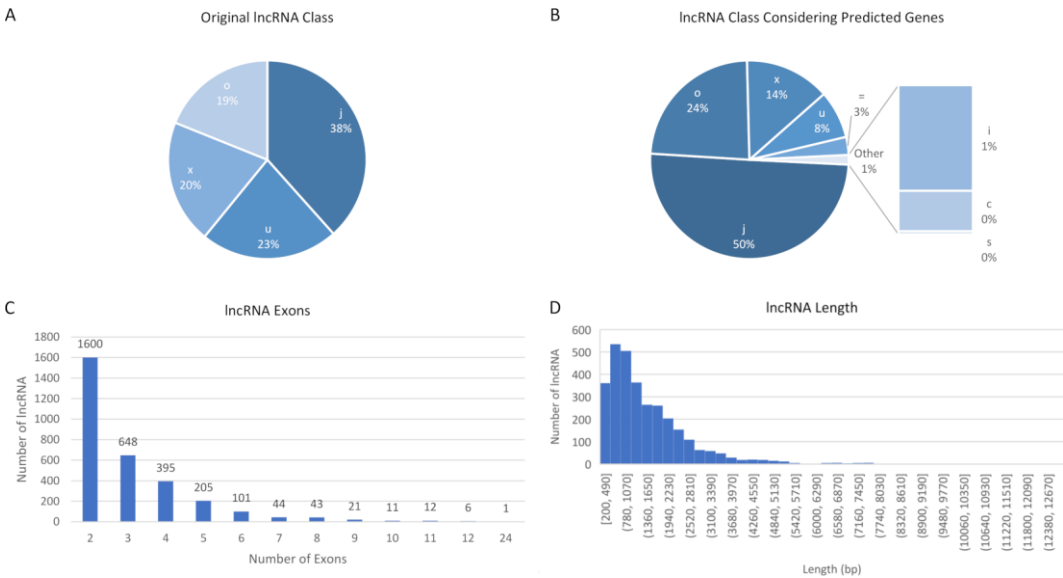 A
Original lncRNA Class
o
19%
j
38%
x
20%
u
23%
B
lncRNA Class Considering Predicted Genes
o
24%
x
14%
u
8%
=
3%
Other
1%
j
50%
i
1%
c
0%
s
0%
C
lncRNA Exons
Number of lncRNA
1800
1600
1400
1200
1000
800
600
400
200
0
1600
648
395
205
101
44
43
21
11
12
6
1
2 3 4 5 6 7 8 9 10 11 12 24
Number of Exons
D
lncRNA Length
Number of lncRNA
600
500
400
300
200
100
0
[200, 490]
(780, 1070]
(1360, 1650]
(1940, 2230]
(2520, 2810]
(3100, 3390]
(3680, 3970]
(4260, 4550]
(4840, 5130]
(5420, 5710]
(6000, 6290]
(6580, 6870]
(7160, 7450]
(7740, 8030]
(8320, 8610]
(8900, 9190]
(9480, 9770]
(10060, 10350]
(10640, 10930]
(11220, 11510]
(11800, 12090]
(12380, 12670]
Length (bp)